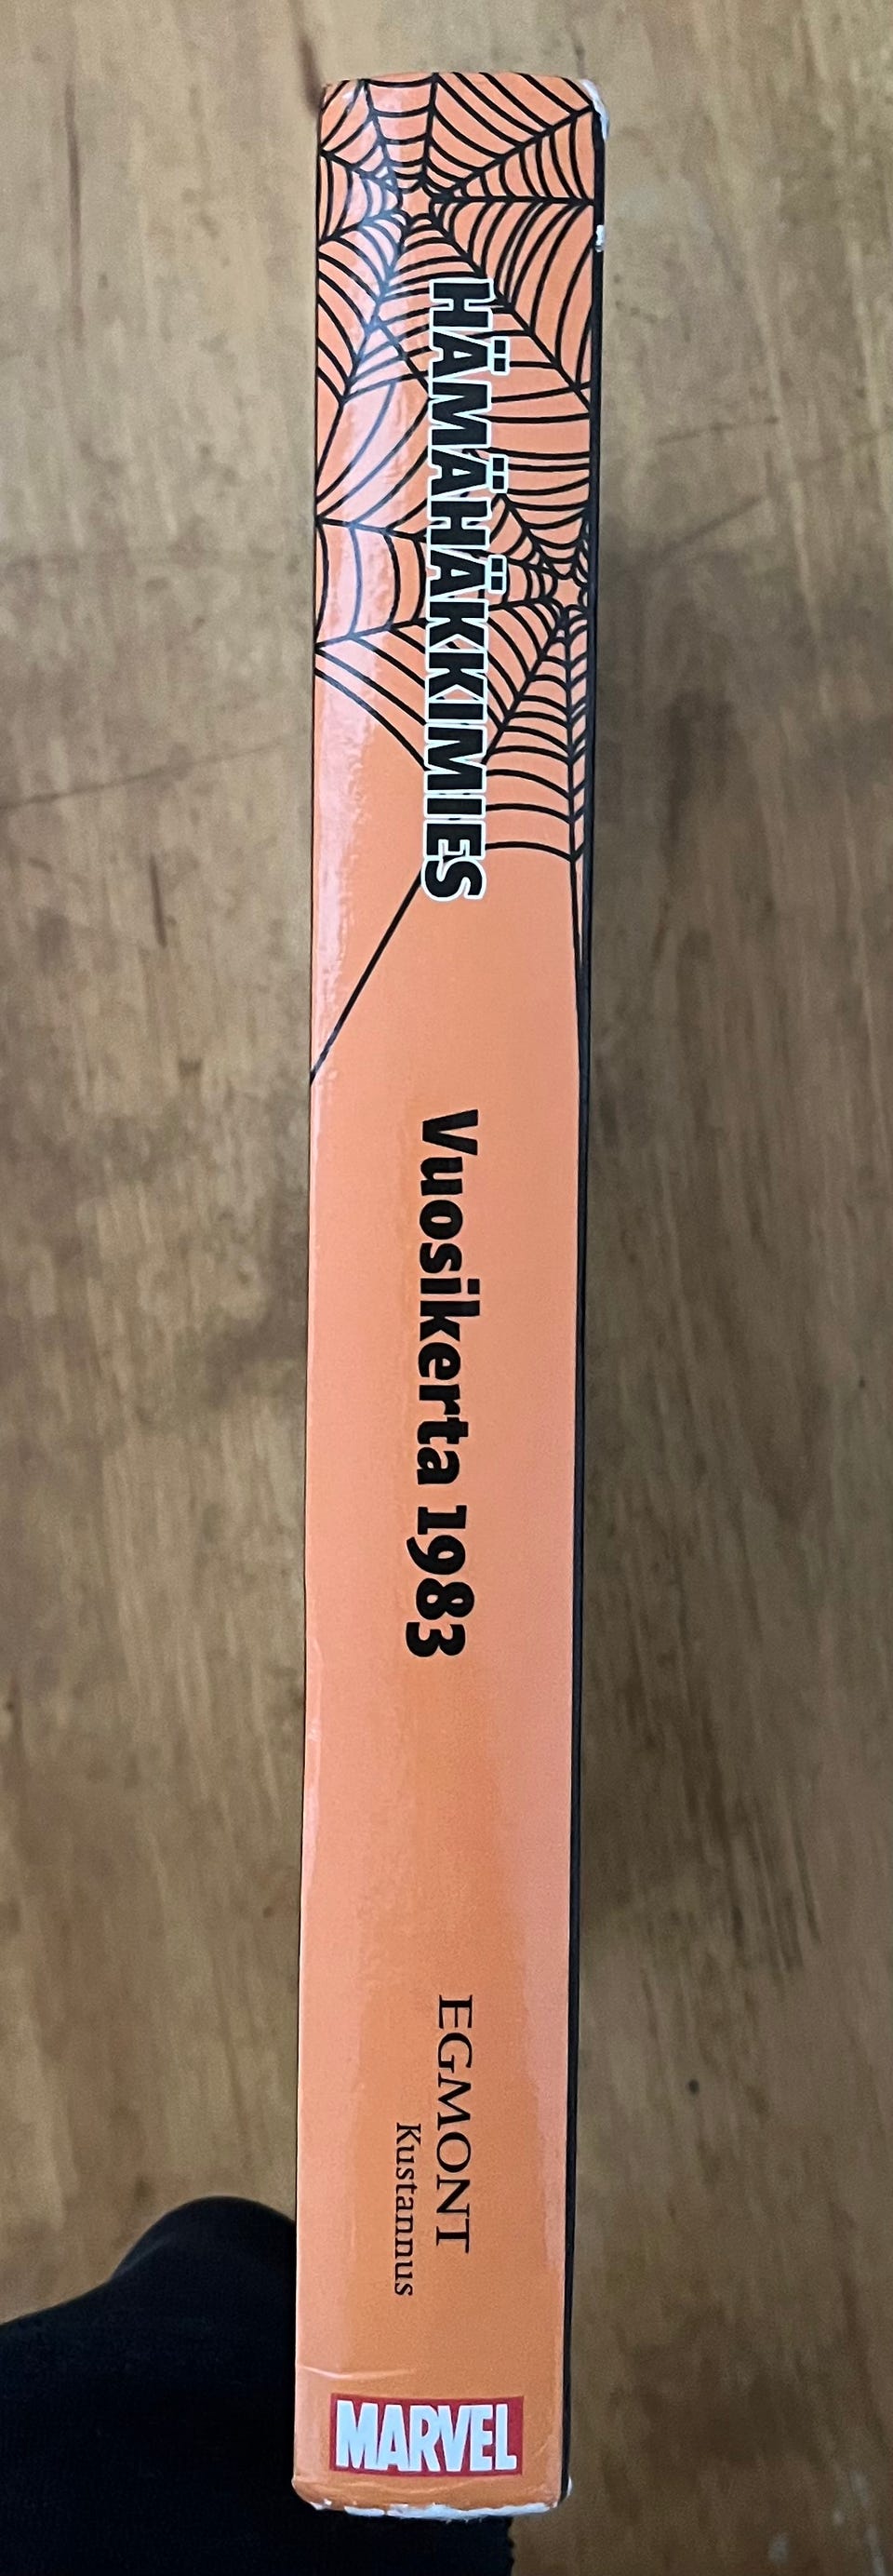 HÄMÄHÄKKIMIES
Vuosikerta 1983
EGMONT
Kustannus
MARVEL